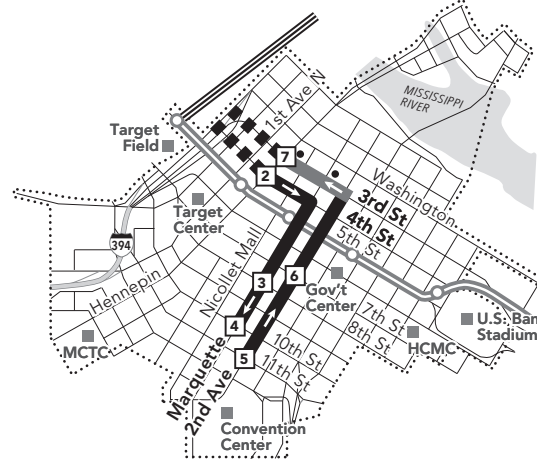 MISSISSIPPI
RIVER
1st Ave N
Target
Field
7
2
Washington
3rd St
4th St
5th St
Target
Center
394
Hennepin
Nicollet Mall
3
6
Gov't
Center
4
5
7th St
8th St
U.S. Ban
Stadium
HCMC
MCTC
10th St
11th St
Marquette
2nd Ave
Convention
Center